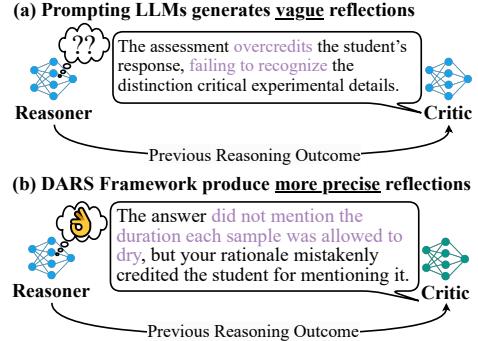 (a) Prompting LLMs generates vague reflections
??
The assessment overcredits the student's
response, failing to recognize the
distinction critical experimental details.
Reasoner
Critic
Previous Reasoning Outcome
(b) DARS Framework produce more precise reflections
The answer did not mention the
duration each sample was allowed to
dry, but your rationale mistakenly
credited the student for mentioning it.
Reasoner
Critic
Previous Reasoning Outcome